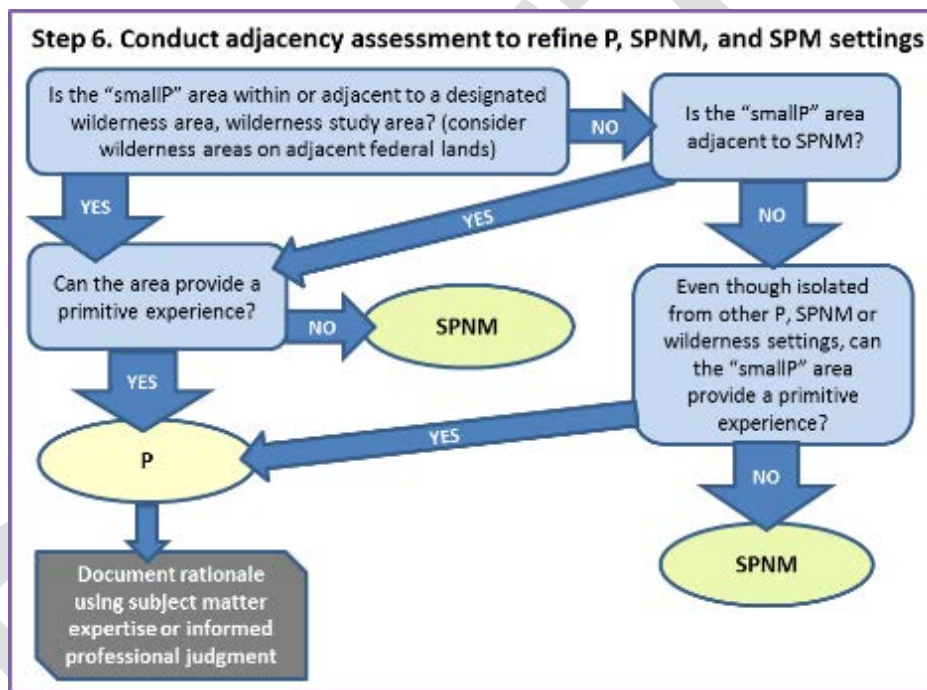 Step 6. Conduct adjacency assessment to refine P, SPNM, and SPM settings
Is the “smallP” area within or adjacent to a designated
wilderness area, wilderness study area? (consider
wilderness areas on adjacent federal lands)
NO
Is the “smallP” area
adjacent to SPNM?
YES
YES
NO
Can the area provide a
primitive experience?
NO
SPNM
Even though isolated
from other P, SPNM or
wilderness settings, can
the “smallP” area
provide a primitive
experience?
YES
YES
P
NO
SPNM
Document rationale
using subject matter
expertise or informed
professional judgment